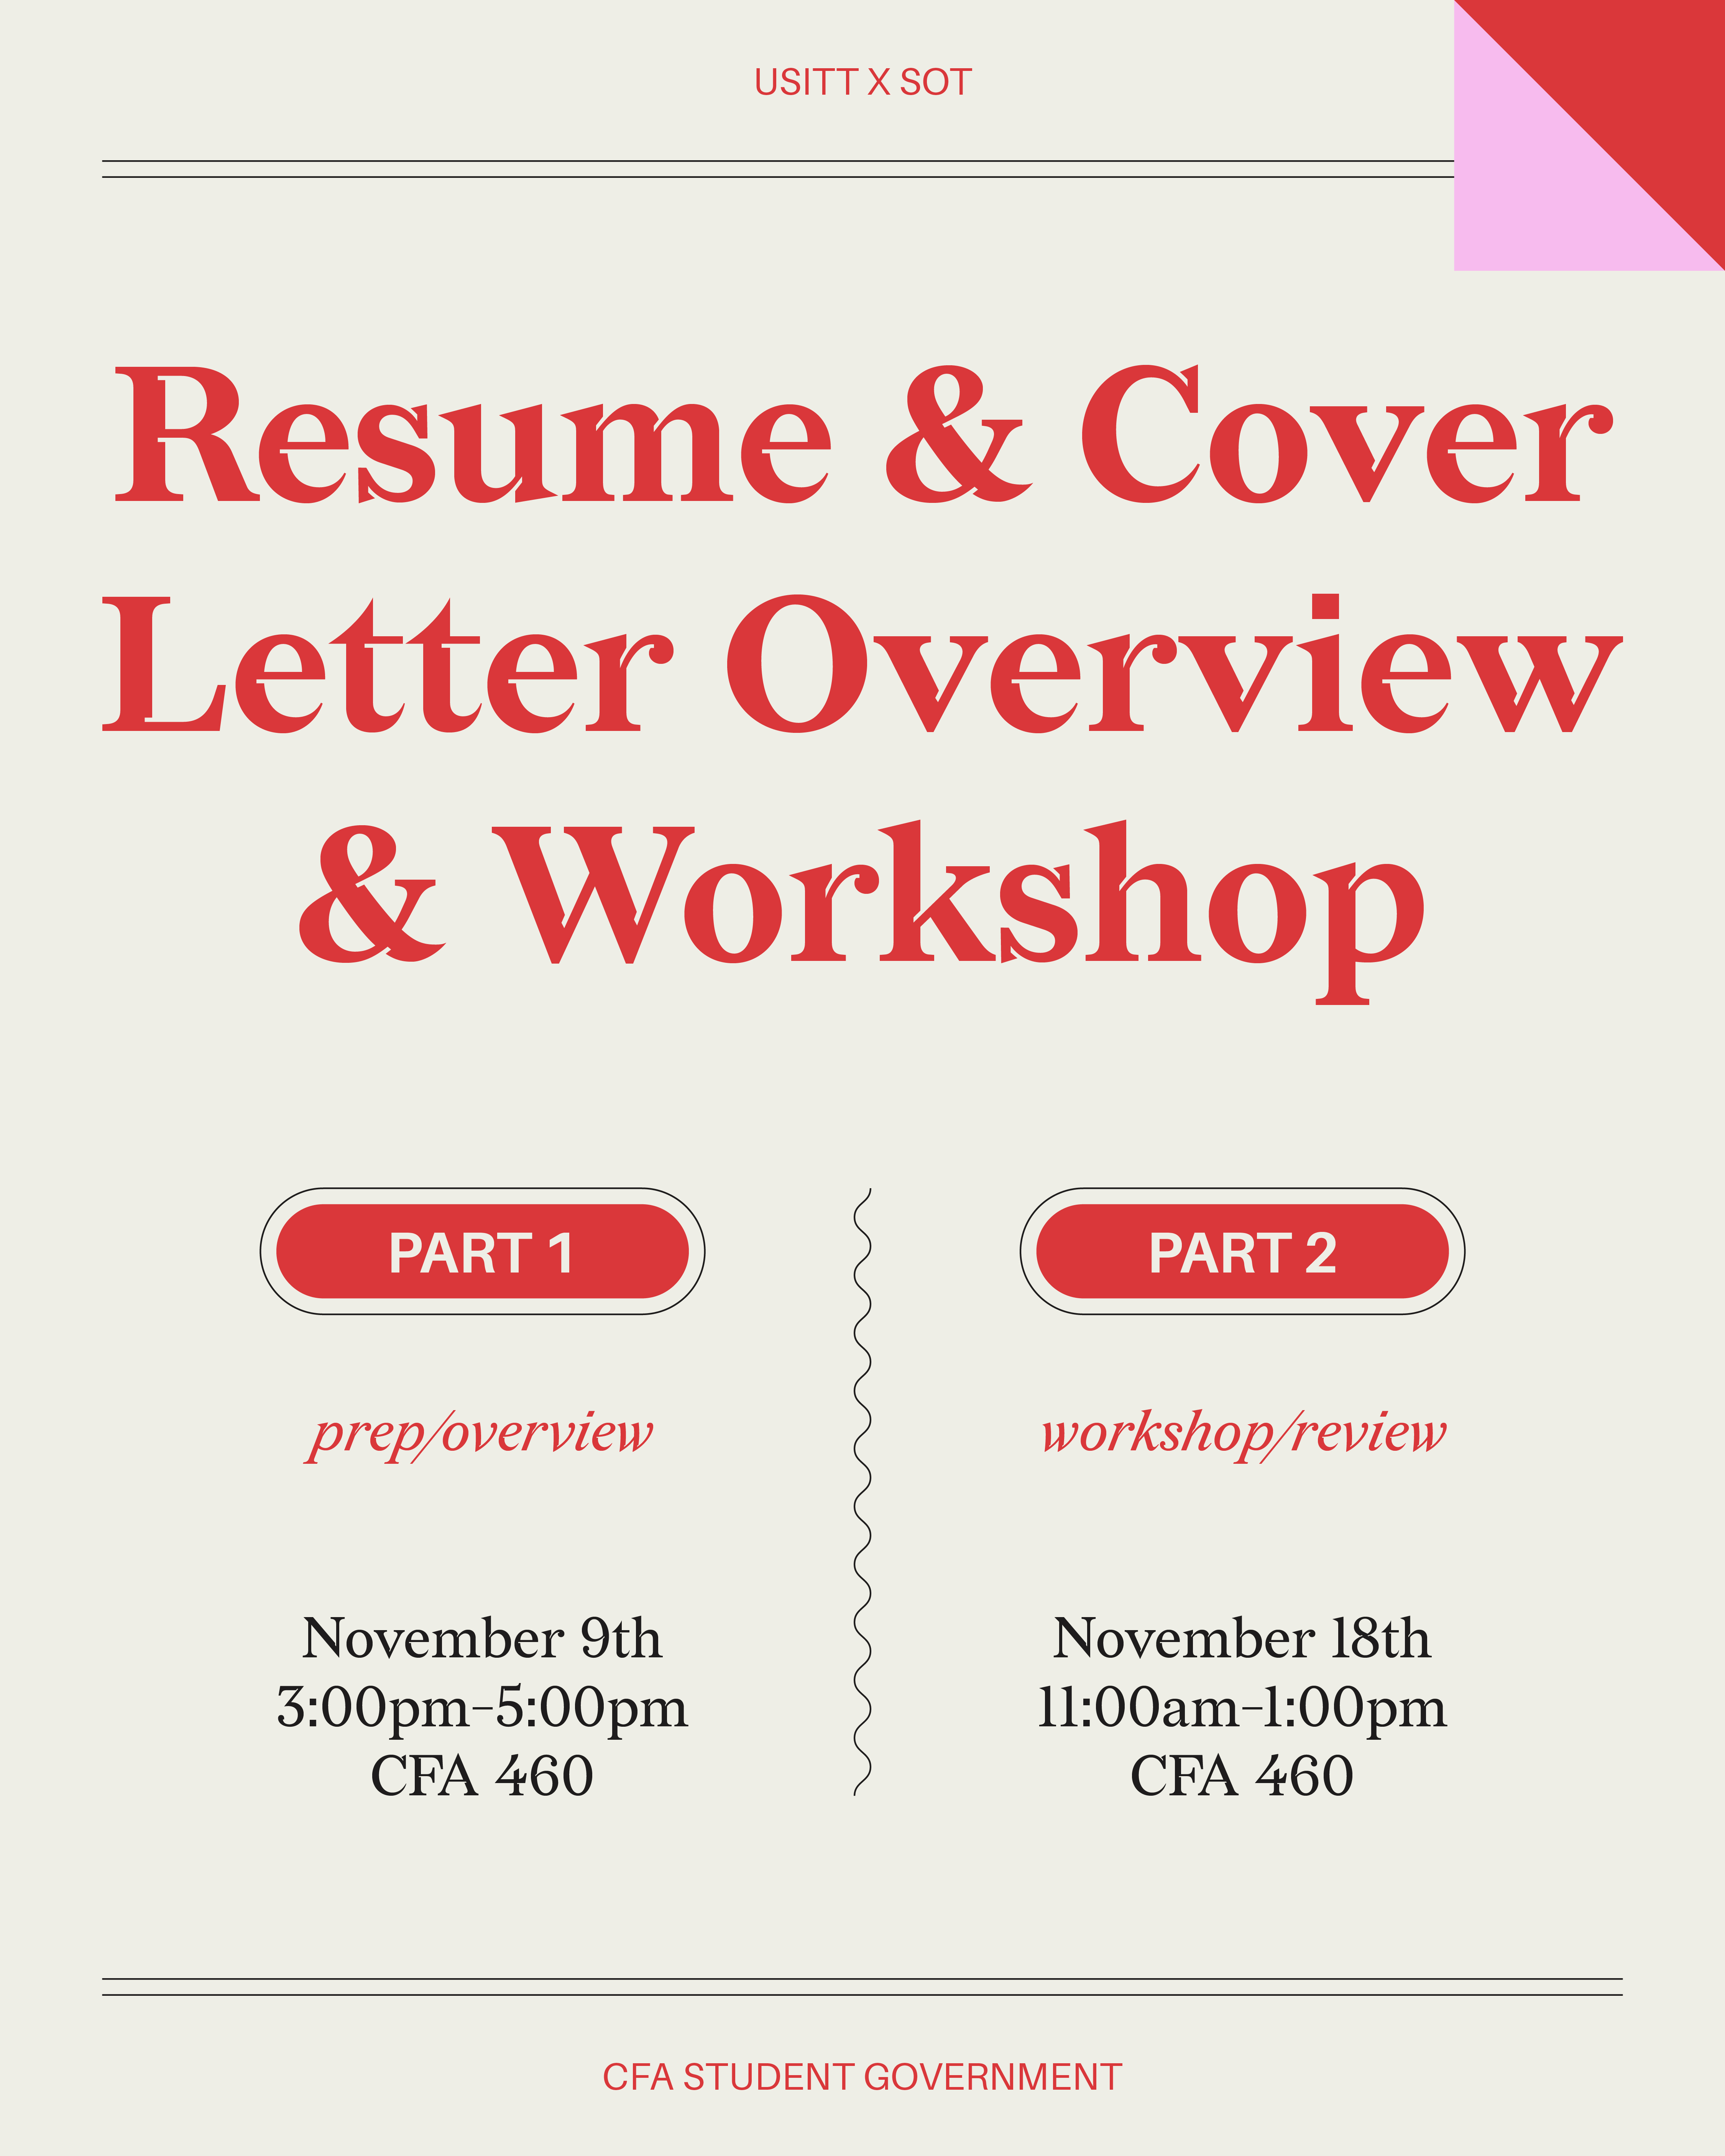 USITT X SOT
Resume & Cover
Letter Overview
& Workshop
PART 1
prep/overview
November 9th
3:00pm-5:00pm
CFA 460
PART 2
workshop/review
November 18th
11:00am-1:00pm
CFA 460
CFA STUDENT GOVERNMENT